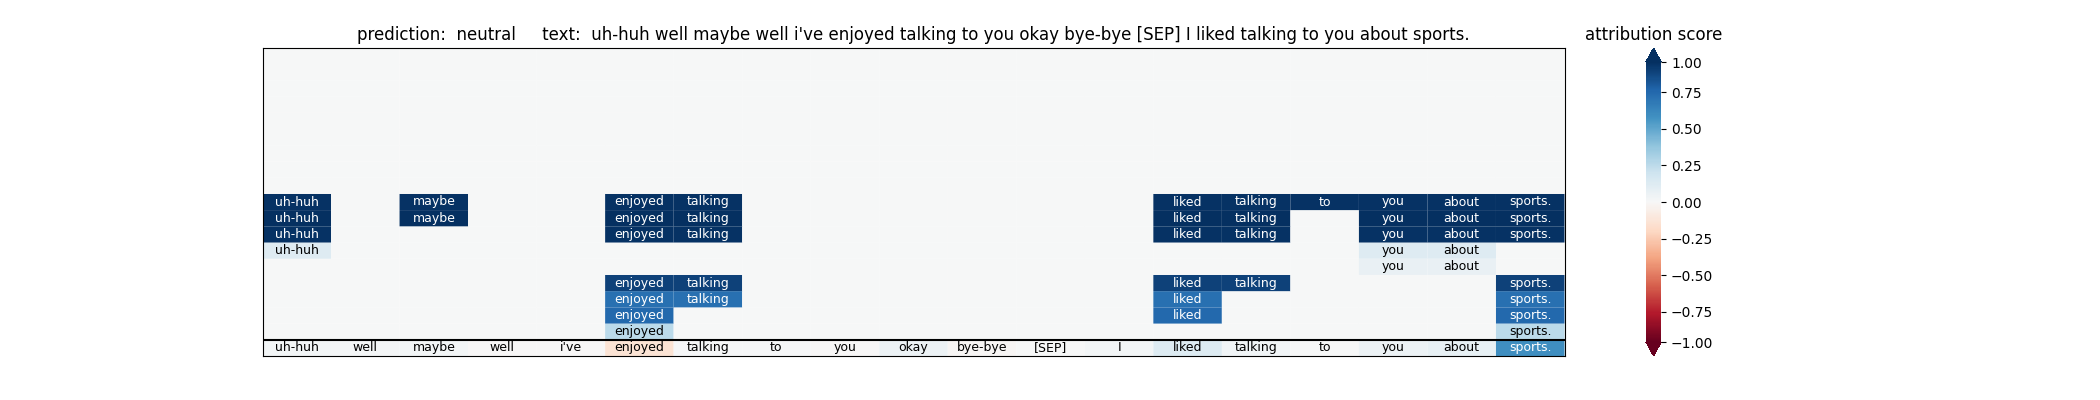 prediction: neutral text: uh-huh well maybe well i've enjoyed talking to you okay bye-bye [SEP] I liked talking to you about sports.
attribution score
uh-huh maybe enjoyed talking liked talking to you about sports.
uh-huh maybe enjoyed talking liked talking you about sports.
uh-huh enjoyed talking liked talking you about sports.
uh-huh you about
you about
enjoyed talking liked talking sports.
enjoyed talking liked sports.
enjoyed liked sports.
enjoyed sports.
uh-huh well maybe well i've enjoyed talking to you okay bye-bye [SEP] I liked talking to you about sports.
1.00
0.75
0.50
0.25
0.00
−0.25
−0.50
−0.75
−1.00